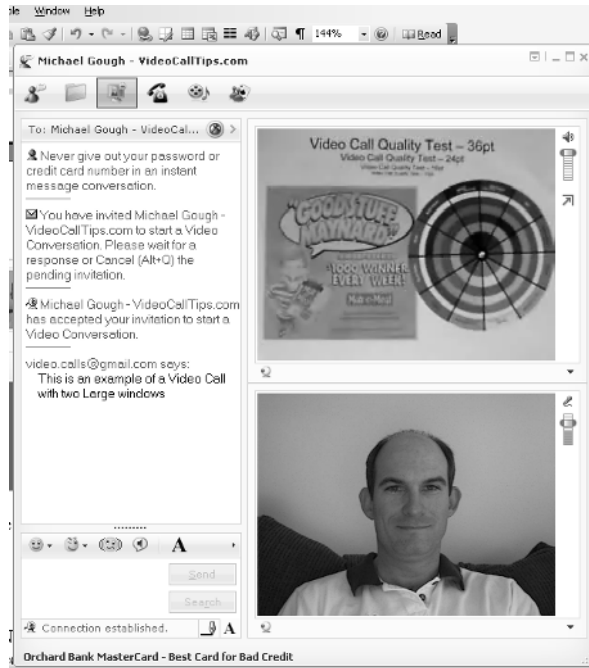 ole Window Help
144% Read
Michael Gough - VideoCallTips.com
To: Michael Gough - VideoCal...
Never give out your password or
credit card number in an instant
message conversation.
You have invited Michael Gough -
VideoCallTips.com to start a Video
Conversation. Please wait for a
response or Cancel (Alt+Q) the
pending invitation.
Michael Gough - VideoCallTips.com
has accepted your invitation to start a
Video Conversation.
video.calls@gmail.com says:
This is an example of a Video Call
with two Large windows
A
Send
Search
Connection established. A
Orchard Bank MasterCard - Best Card for Bad Credit
Video Call Quality Test – 36pt
Video Call Quality Test – 24pt
GOODSTUFF
MAYNARD
$1000 WINNER
EVERY WEEK!